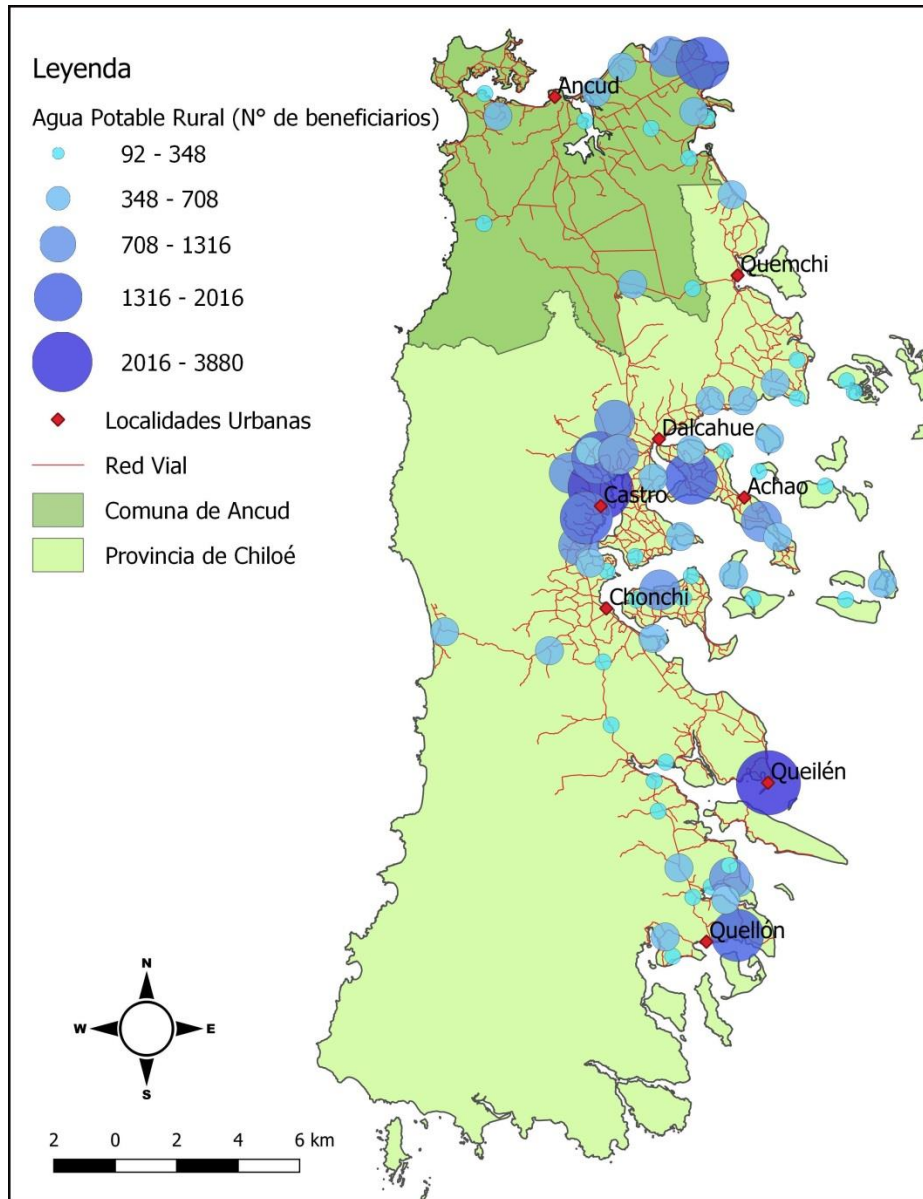 Leyenda
Agua Potable Rural (N° de beneficiarios)
92 - 348
348 - 708
708 - 1316
1316 - 2016
2016 - 3880
Localidades Urbanas
Red Vial
Comuna de Ancud
Provincia de Chiloé
Ancud
Quemchi
Dalcahue
Achao
Castro
Chonchi
Queilén
Quellón
N
W E
S
2 0 2 4 6 km